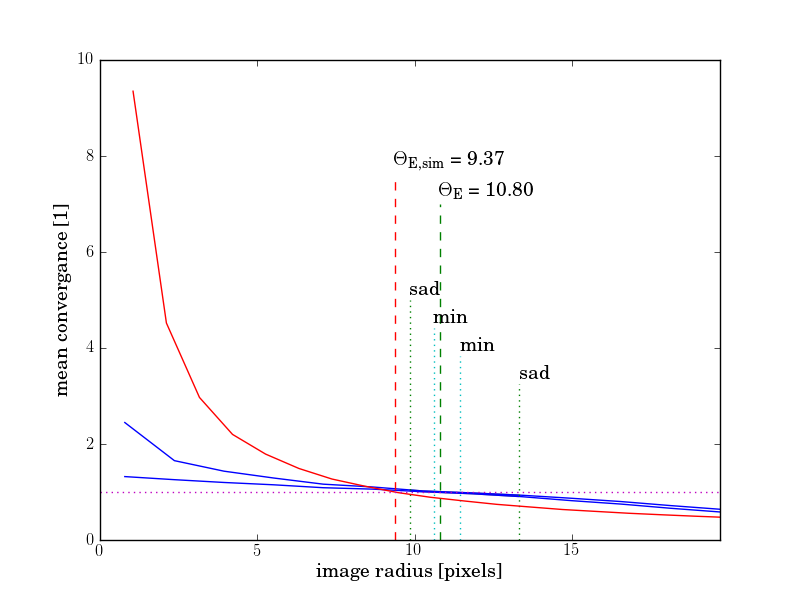 10
8
Θ_E,sim = 9.37
Θ_E = 10.80
6
sad
min
4
min
sad
2
0
0
5
10
15
mean convergance [1]
image radius [pixels]